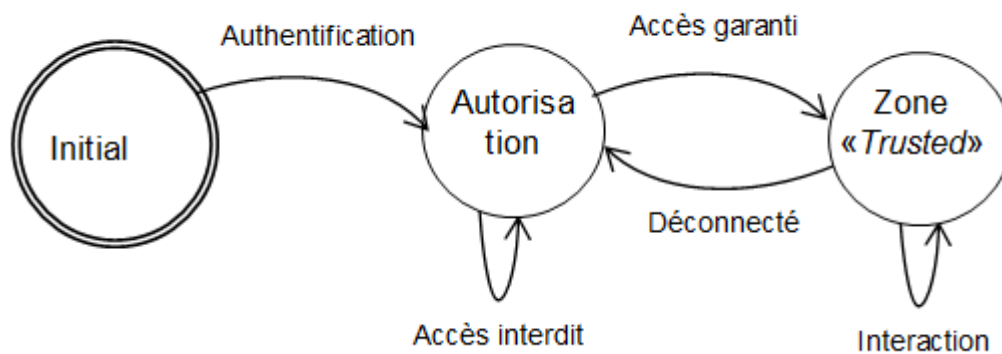 Authentification
Accès garanti
Initial
Autorisa
tion
Zone
«Trusted»
Déconnecté
Accès interdit
Interaction